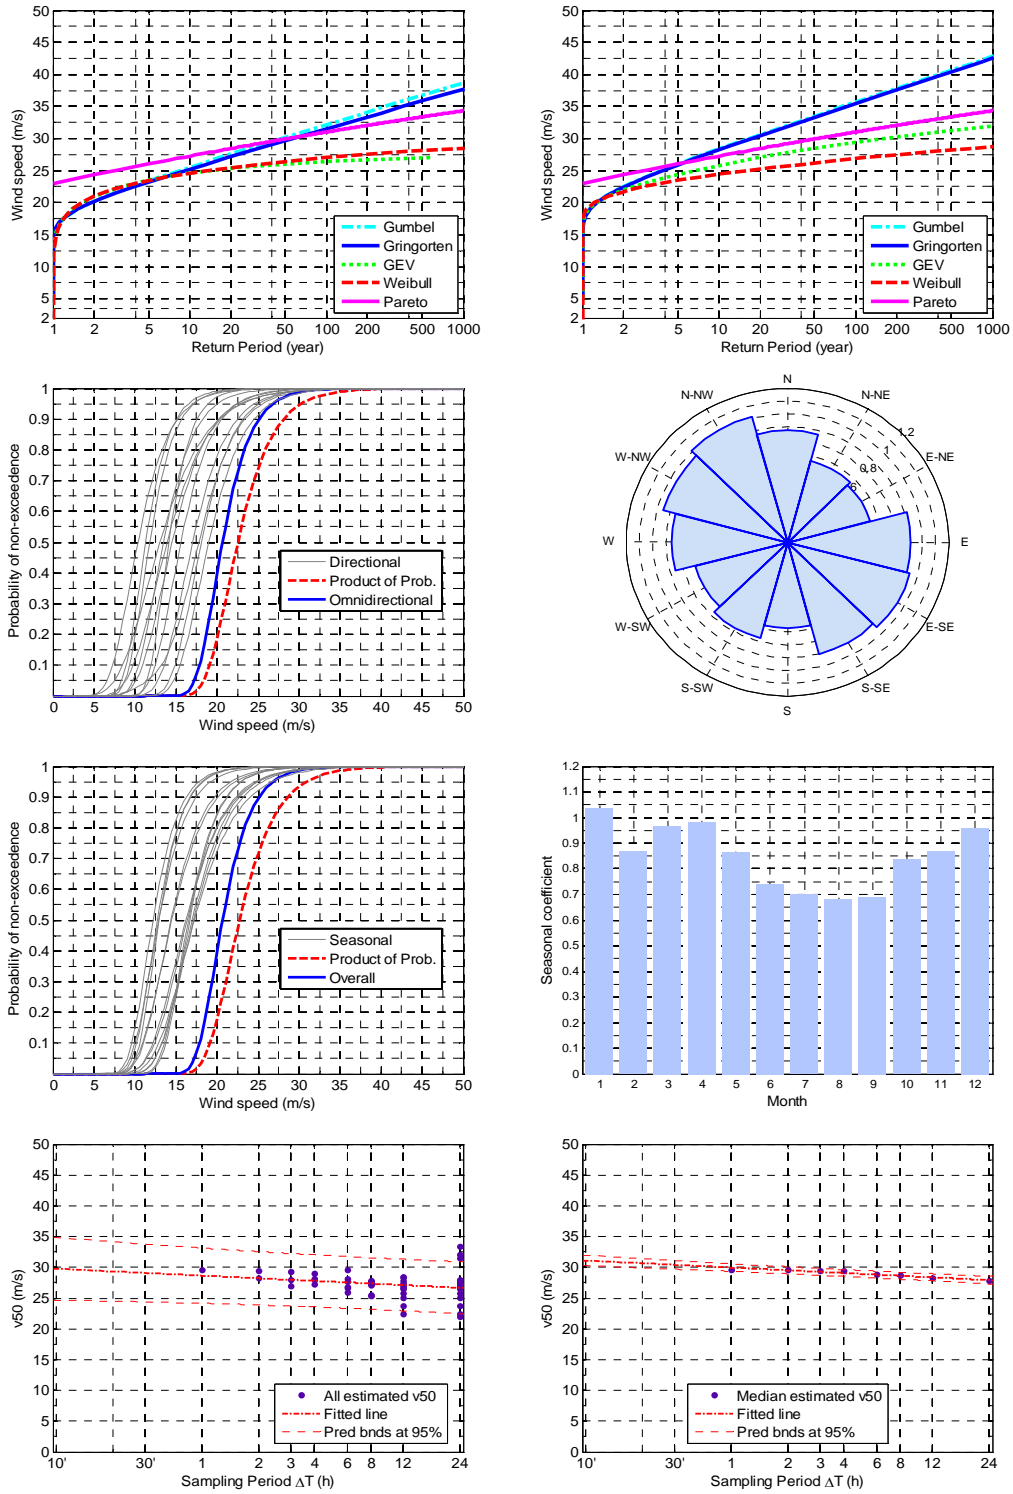 50
45
40
35
30
25
20
15
10
5
2
Wind speed (m/s)
Gumbel
Gringorten
GEV
Weibull
Pareto
1 2 5 10 20 50 100 200 500 1000
Return Period (year)
50
45
40
35
30
25
20
15
10
5
2
Wind speed (m/s)
Gumbel
Gringorten
GEV
Weibull
Pareto
1 2 5 10 20 50 100 200 500 1000
Return Period (year)
1
0.9
0.8
0.7
0.6
0.5
0.4
0.3
0.2
0.1
Probability of non-exceedence
Directional
Product of Prob.
Omnidirectional
0 5 10 15 20 25 30 35 40 45 50
Wind speed (m/s)
N
N-NW
N-NE
1.2
1
W-NW
0.8
E-NE
W
E
W-SW
E-SE
S-SW
S-SE
S
1
0.9
0.8
0.7
0.6
0.5
0.4
0.3
0.2
0.1
Probability of non-exceedence
Seasonal
Product of Prob.
Overall
0 5 10 15 20 25 30 35 40 45 50
Wind speed (m/s)
1.2
1.1
1
0.9
0.8
0.7
0.6
0.5
0.4
0.3
0.2
0.1
0
Seasonal coefficient
1 2 3 4 5 6 7 8 9 10 11 12
Month
50
45
40
35
30
25
20
15
10
5
0
v50 (m/s)
All estimated v50
Fitted line
Pred bnds at 95%
10' 30' 1 2 3 4 6 8 12 24
Sampling Period ΔT (h)
50
45
40
35
30
25
20
15
10
5
0
v50 (m/s)
Median estimated v50
Fitted line
Pred bnds at 95%
10' 30' 1 2 3 4 6 8 12 24
Sampling Period ΔT (h)